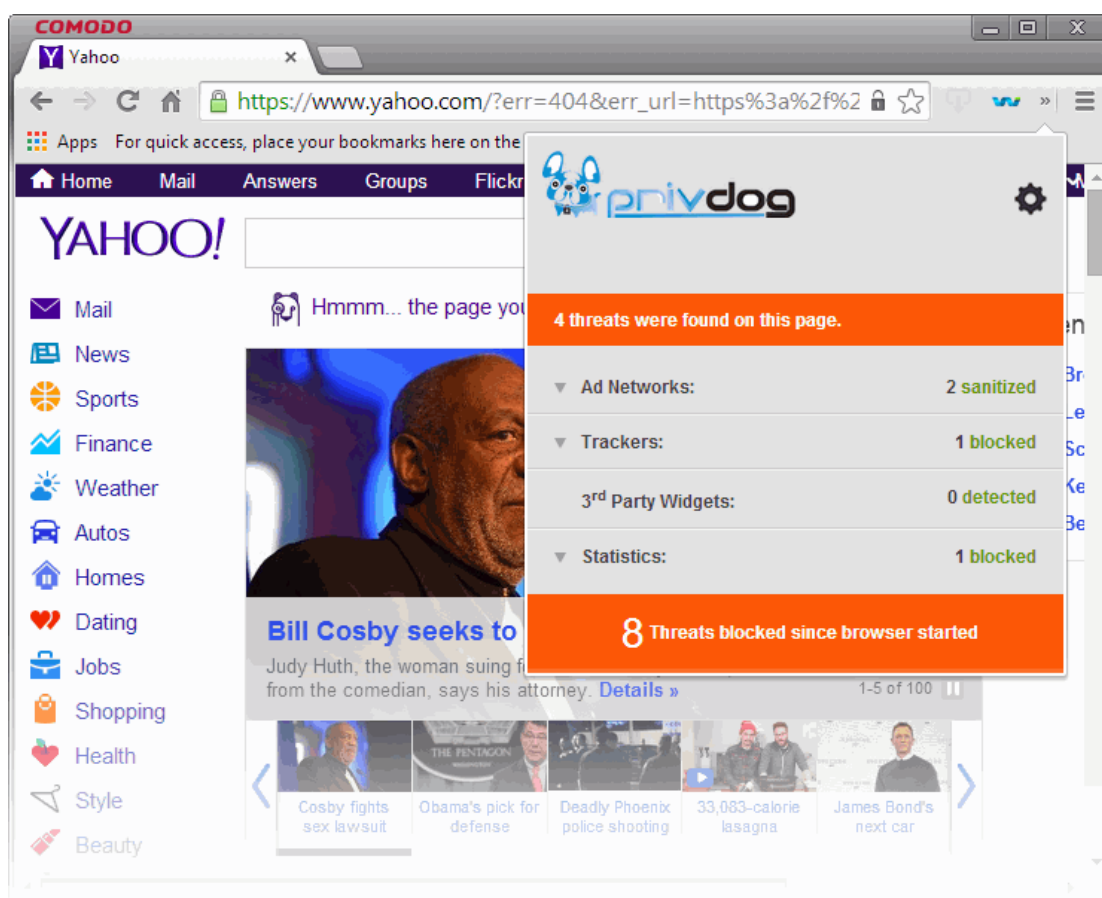 COMODO
Yahoo
https://www.yahoo.com/?err=404&err_url=https%3a%2f%2
Apps For quick access, place your bookmarks here on the
Home Mail Answers Groups Flickr
YAHOO!
privdog
Hmmm... the page you
4 threats were found on this page.
Ad Networks: 2 sanitized
Trackers: 1 blocked
3rd Party Widgets: 0 detected
Statistics: 1 blocked
8 Threats blocked since browser started
Mail
News
Sports
Finance
Weather
Autos
Homes
Dating
Jobs
Shopping
Health
Style
Beauty
Bill Cosby seeks to
Judy Huth, the woman suing
from the comedian, says his attorney. Details »
1-5 of 100
THE PENTAGON
WASHINGTON
Cosby fights
sex lawsuit
Obama's pick for
defense
Deadly Phoenix
police shooting
33,083-calorie
lasagna
James Bond's
next car